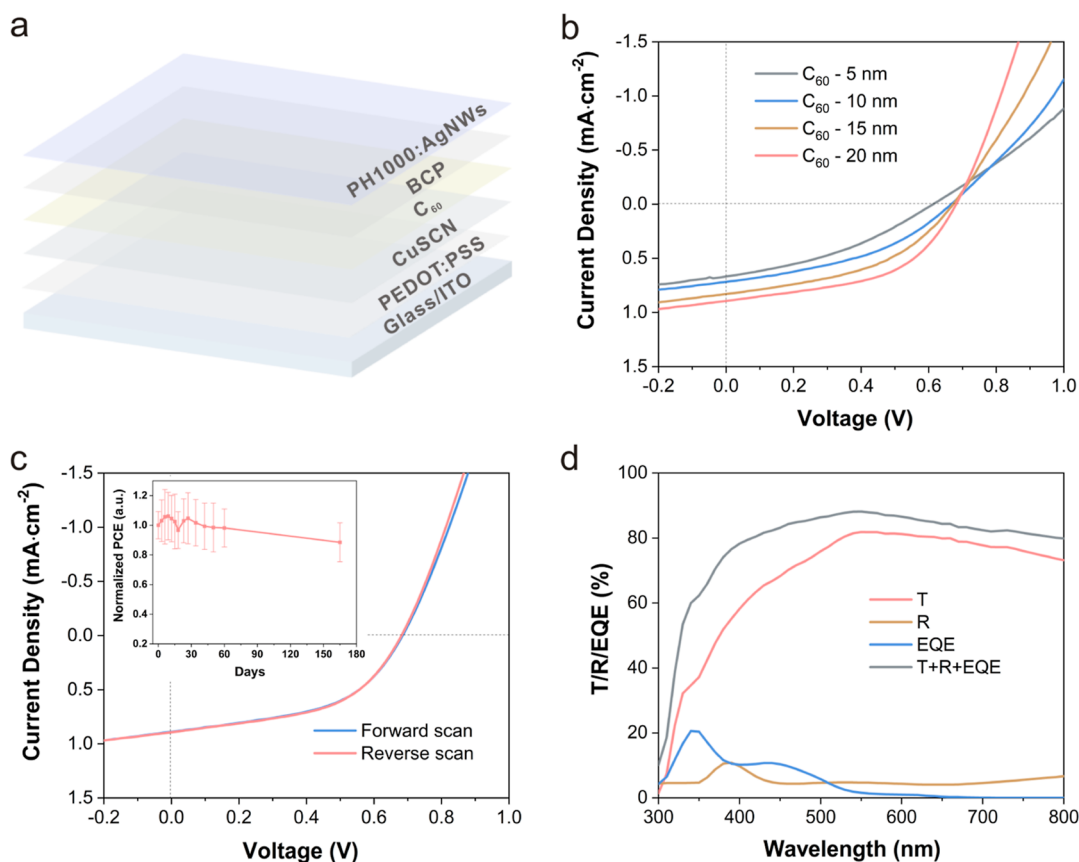 a
PH1000:AgNWs
BCP
C₆₀
CuSCN
PEDOT:PSS
Glass/ITO
b
Current Density (mA·cm⁻²)
-1.5
-1.0
-0.5
0.0
0.5
1.0
1.5
C₆₀ - 5 nm
C₆₀ - 10 nm
C₆₀ - 15 nm
C₆₀ - 20 nm
-0.2 0.0 0.2 0.4 0.6 0.8 1.0
Voltage (V)
c
Current Density (mA·cm⁻²)
-1.5
-1.0
-0.5
0.0
0.5
1.0
1.5
Normalized PCE (a.u.)
1.4
1.2
1.0
0.8
0.6
0.4
0.2
0 30 60 90 120 150 180
Days
Forward scan
Reverse scan
-0.2 0.0 0.2 0.4 0.6 0.8 1.0
Voltage (V)
d
T/R/EQE (%)
100
80
60
40
20
0
T
R
EQE
T+R+EQE
300 400 500 600 700 800
Wavelength (nm)